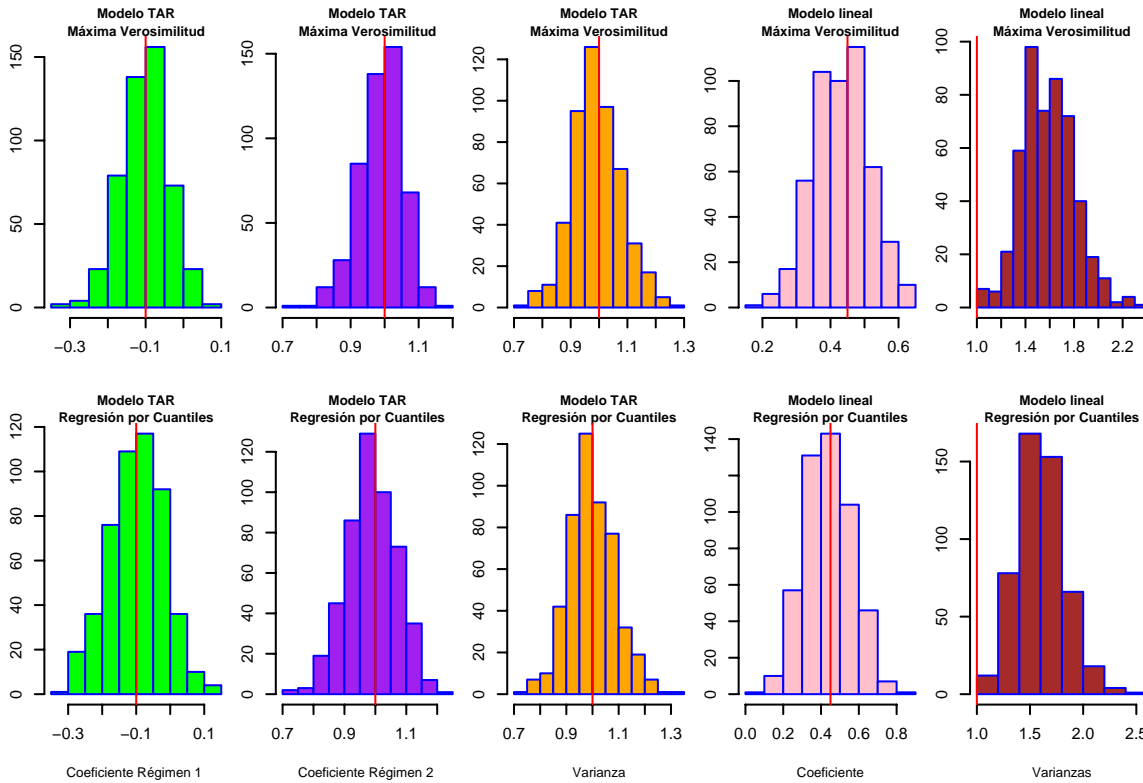 Modelo TAR
Máxima Verosimilitud
Modelo TAR
Máxima Verosimilitud
Modelo TAR
Máxima Verosimilitud
Modelo lineal
Máxima Verosimilitud
Modelo lineal
Máxima Verosimilitud
0 50 100 150
−0.3 −0.1 0.1
0 50 100 150
0.7 0.9 1.1
0 20 40 60 80 100 120
0.7 0.9 1.1 1.3
0 20 40 60 80 100
0.2 0.4 0.6
0 20 40 60 80 100
1.0 1.4 1.8 2.2
Modelo TAR
Regresión por Cuantiles
Modelo TAR
Regresión por Cuantiles
Modelo TAR
Regresión por Cuantiles
Modelo lineal
Regresión por Cuantiles
Modelo lineal
Regresión por Cuantiles
0 20 40 60 80 100 120
−0.3 −0.1 0.1
0 20 40 60 80 120
0.7 0.9 1.1
0 20 40 60 80 100 120
0.7 0.9 1.1 1.3
0 20 40 60 80 100 140
0.0 0.2 0.4 0.6 0.8
0 50 100 150
1.0 1.5 2.0 2.5
Coeficiente Régimen 1
Coeficiente Régimen 2
Varianza
Coeficiente
Varianzas